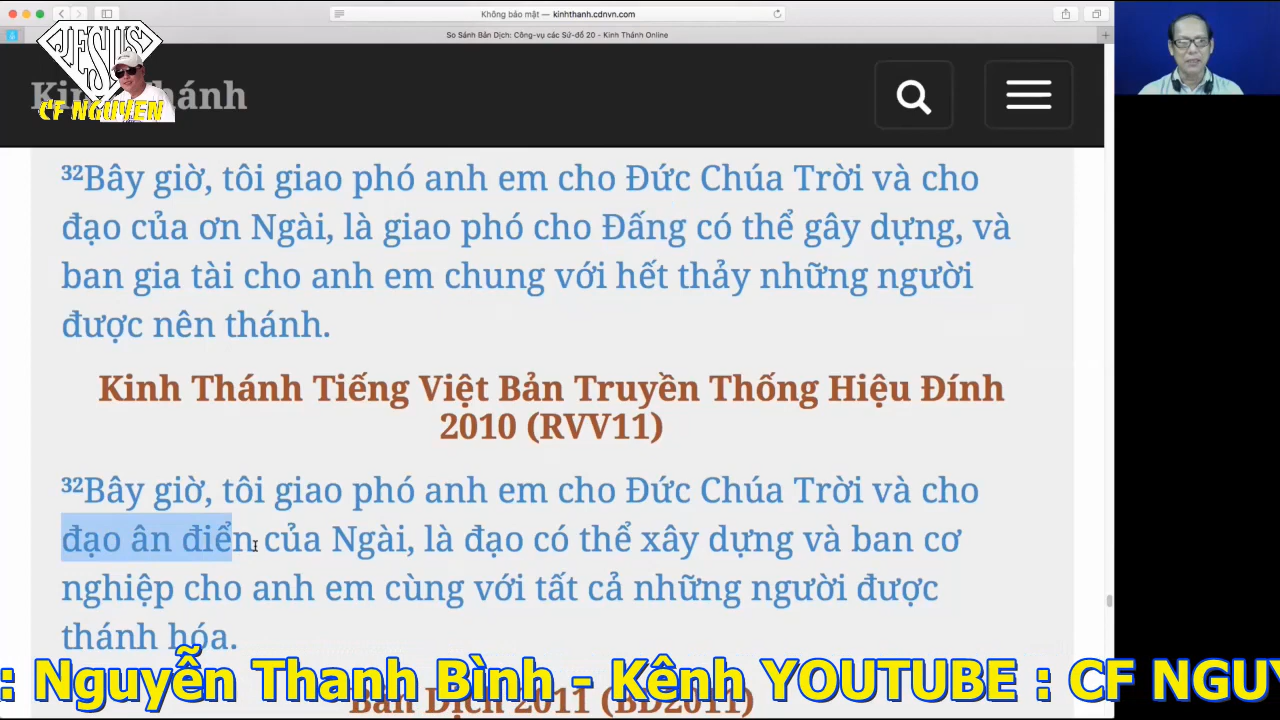 Không bảo mật — kinhthanh.cdnvn.com
So Sánh Bản Dịch: Công-vụ các Sứ-đồ 20 - Kinh Thánh Online
JESUS
CF NGUYEN
Kinh Thánh
32Bây giờ, tôi giao phó anh em cho Đức Chúa Trời và cho
đạo của ơn Ngài, là giao phó cho Đấng có thể gây dựng, và
ban gia tài cho anh em chung với hết thảy những người
được nên thánh.
Kinh Thánh Tiếng Việt Bản Truyền Thống Hiệu Đính
2010 (RVV11)
32Bây giờ, tôi giao phó anh em cho Đức Chúa Trời và cho
đạo ân điển của Ngài, là đạo có thể xây dựng và ban cơ
nghiệp cho anh em cùng với tất cả những người được
thánh hóa.
: Nguyễn Thanh Bình - Kênh YOUTUBE : CF NGUY
Bản Dịch 2011 (BD2011)